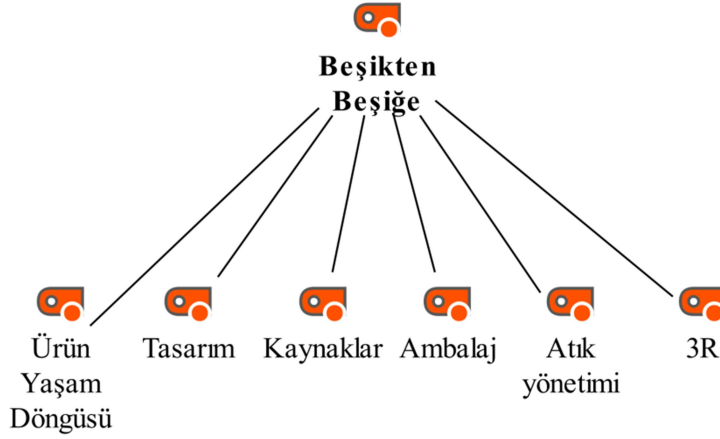 Beşikten
Beşiğe
Ürün
Yaşam
Döngüsü
Tasarım
Kaynaklar
Ambalaj
Atık
yönetimi
3R